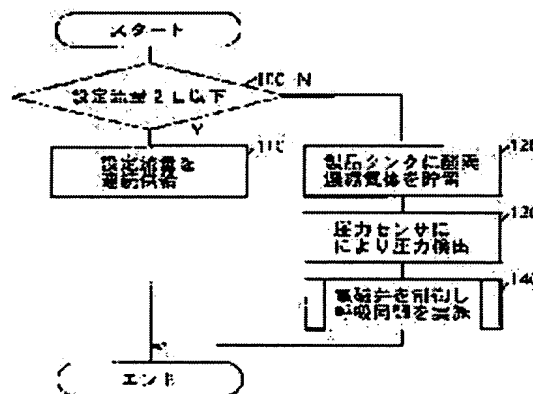 スタート
設定流量2L以下
N
Y
110
設定流量を
連続供給
120
製品タンクに酸素
濃縮気体を貯留
圧力センサに
により圧力検出
140
電磁弁を制御し
呼吸同調を実施
エンド